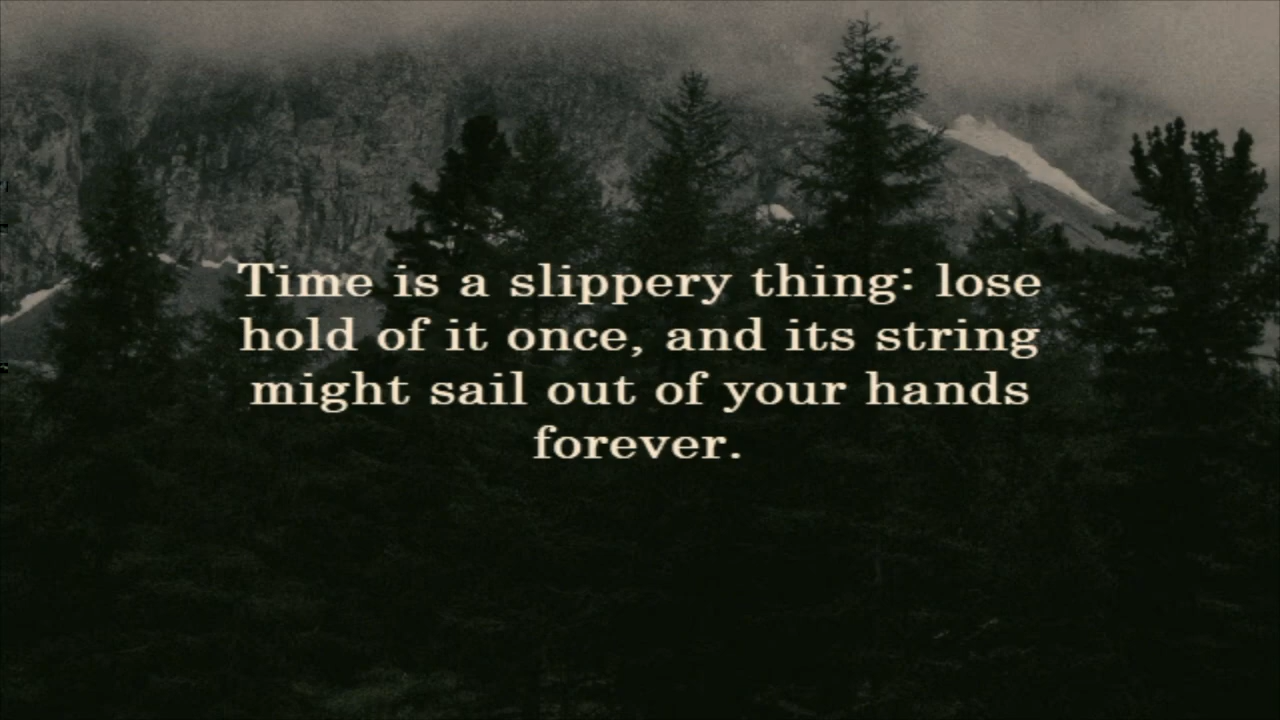 Time is a slippery thing: lose
hold of it once, and its string
might sail out of your hands
forever.